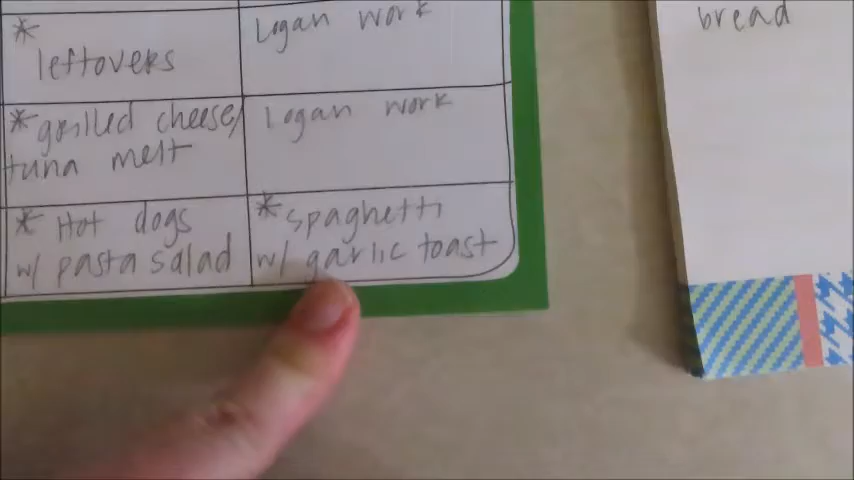 * leftovers
Logan work
* grilled cheese/
tuna melt
Logan work
* Hot dogs
w/ pasta salad
* spaghetti
w/ garlic toast
bread